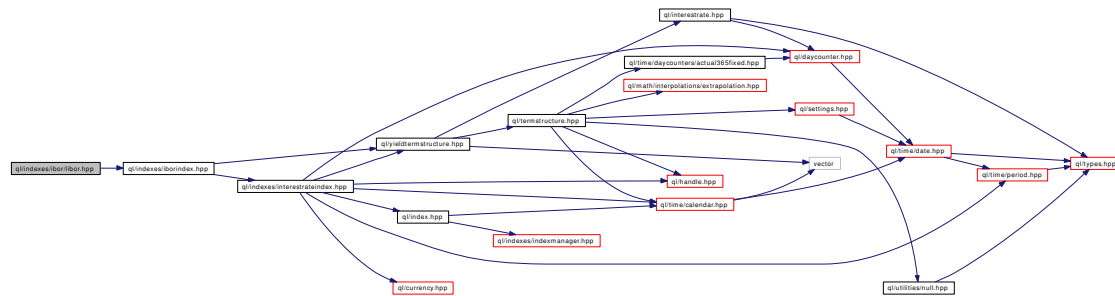 ql/interestrate.hpp
ql/daycounter.hpp
ql/time/daycounters/actual365fixed.hpp
ql/math/interpolations/extrapolation.hpp
ql/settings.hpp
ql/termstructure.hpp
ql/yieldtermstructure.hpp
ql/time/date.hpp
vector
ql/types.hpp
ql/indexes/ibor/libor.hpp
ql/indexes/iborindex.hpp
ql/time/period.hpp
ql/handle.hpp
ql/indexes/interestrateindex.hpp
ql/time/calendar.hpp
ql/index.hpp
ql/indexes/indexmanager.hpp
ql/currency.hpp
ql/utilities/null.hpp